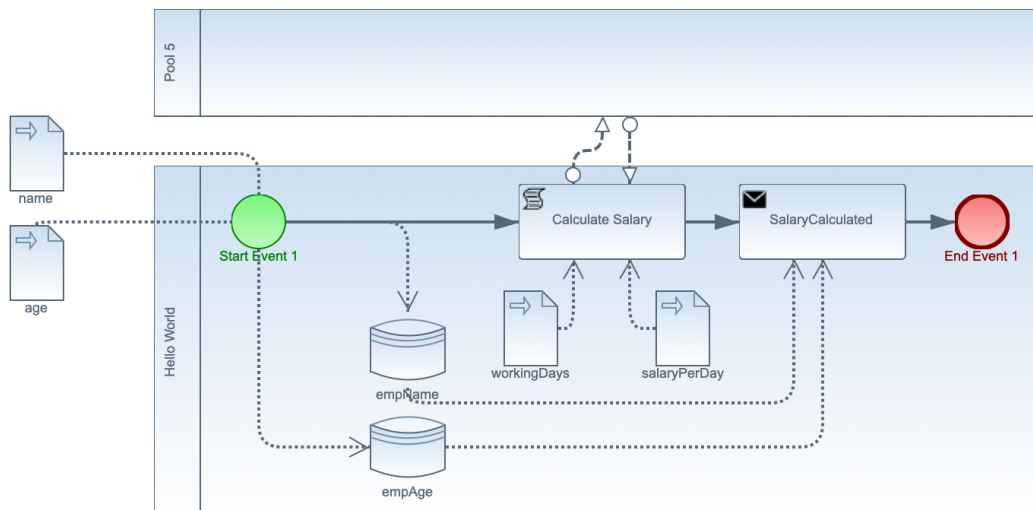 Pool 5
name
age
Hello World
Start Event 1
Calculate Salary
SalaryCalculated
End Event 1
workingDays
salaryPerDay
empName
empAge